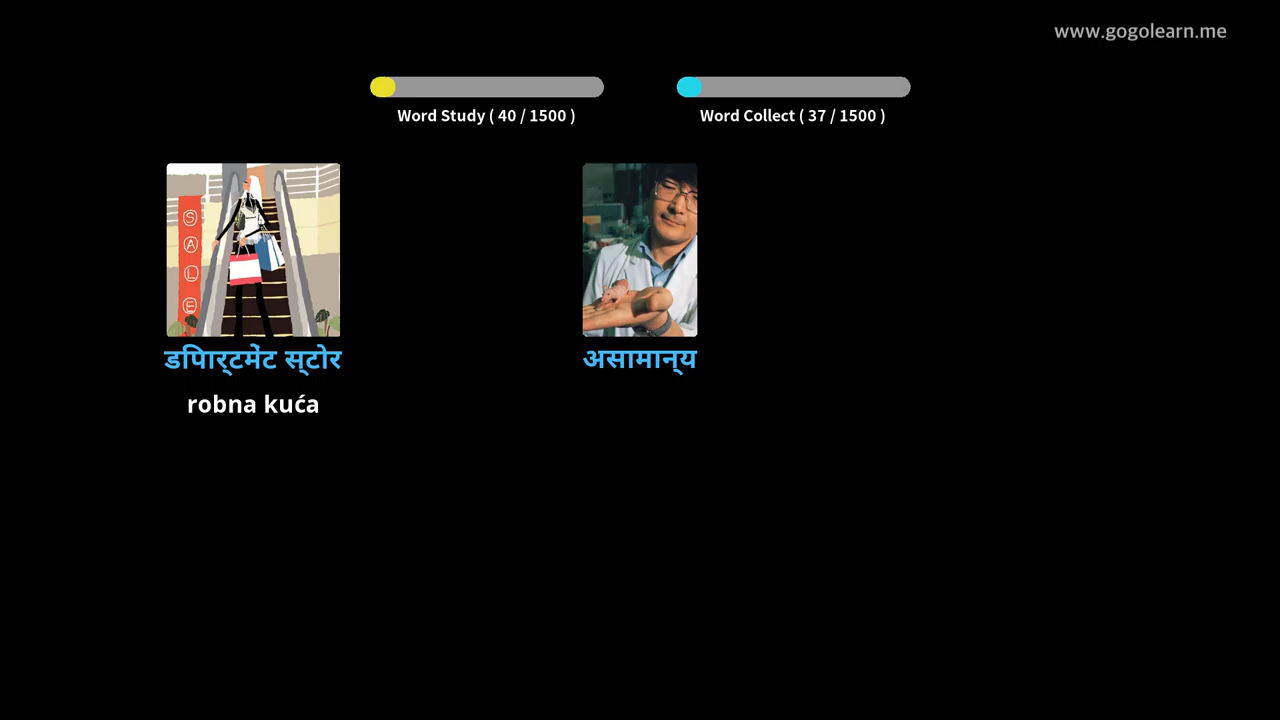 www.gogolearn.me
Word Study ( 40 / 1500 )
Word Collect ( 37 / 1500 )
S
A
L
E
डिपार्टमेंट स्टोर
असामान्य
robna kuća